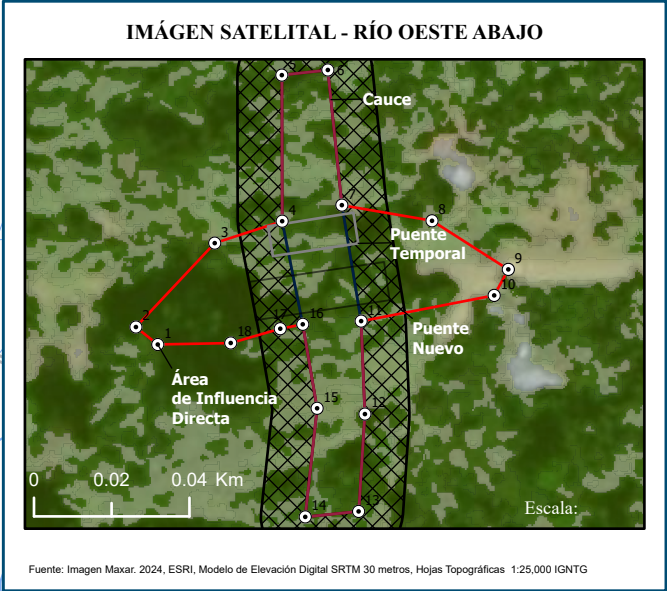 IMÁGEN SATELITAL - RÍO OESTE ABAJO
5
6
Cauce
7
4
8
3
Puente
Temporal
9
10
2
1
18
17
16
11
Puente
Nuevo
Área
de Influencia
Directa
15
12
0 0.02 0.04 Km
14
13
Escala:
Fuente: Imagen Maxar. 2024, ESRI, Modelo de Elevación Digital SRTM 30 metros, Hojas Topográficas 1:25,000 IGNTG